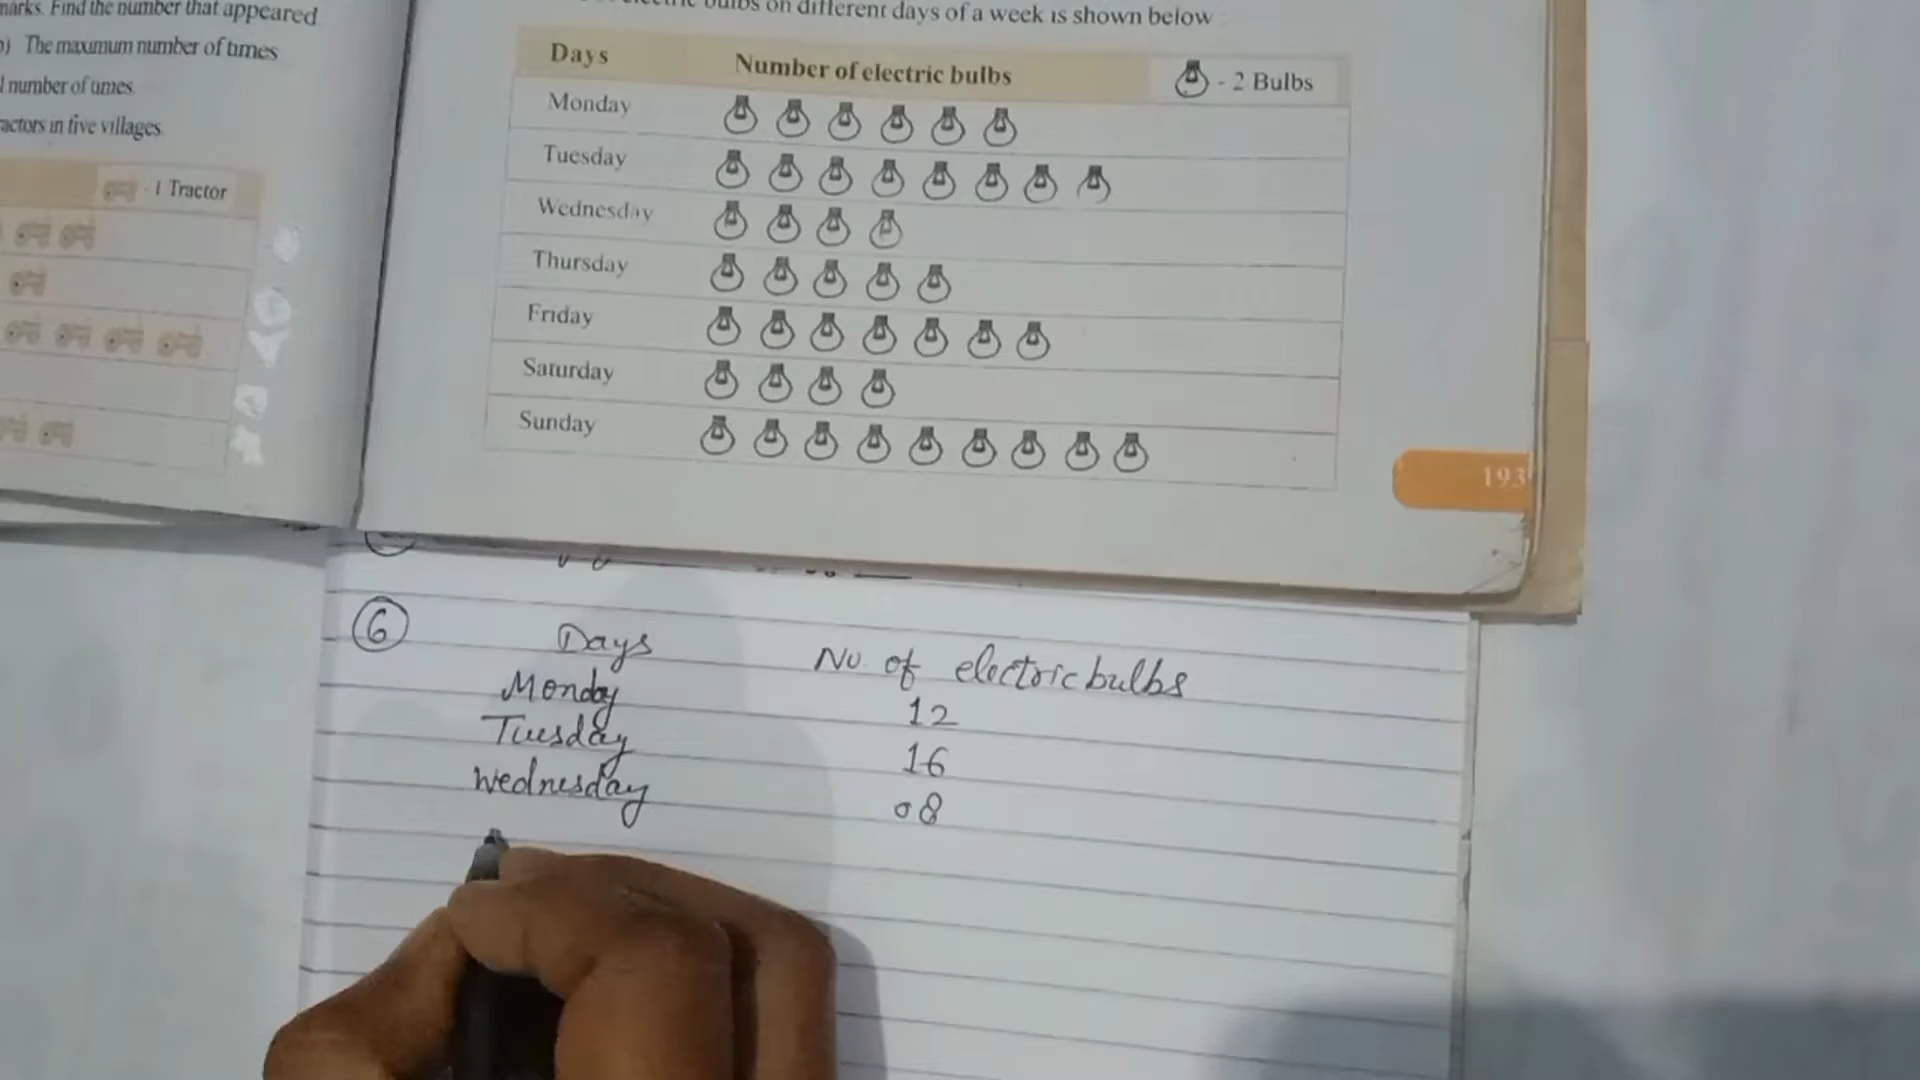 marks. Find the number that appeared
b) The maximum number of times
number of times.
tractors in five villages.
- 1 Tractor
electric bulbs on different days of a week is shown below
Days Number of electric bulbs - 2 Bulbs
Monday
Tuesday
Wednesday
Thursday
Friday
Saturday
Sunday
193
6 Days No. of electric bulbs
Monday 12
Tuesday 16
Wednesday 08